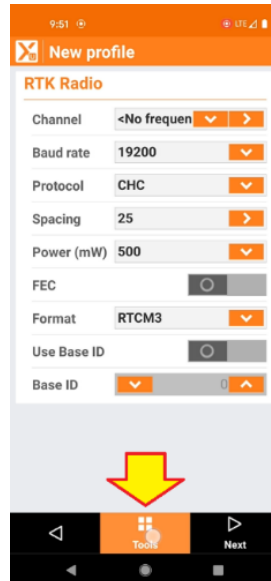 9:51 LTE
New profile
RTK Radio
Channel <No frequen
Baud rate 19200
Protocol CHC
Spacing 25
Power (mW) 500
FEC
Format RTCM3
Use Base ID
Base ID 0
Tools Next